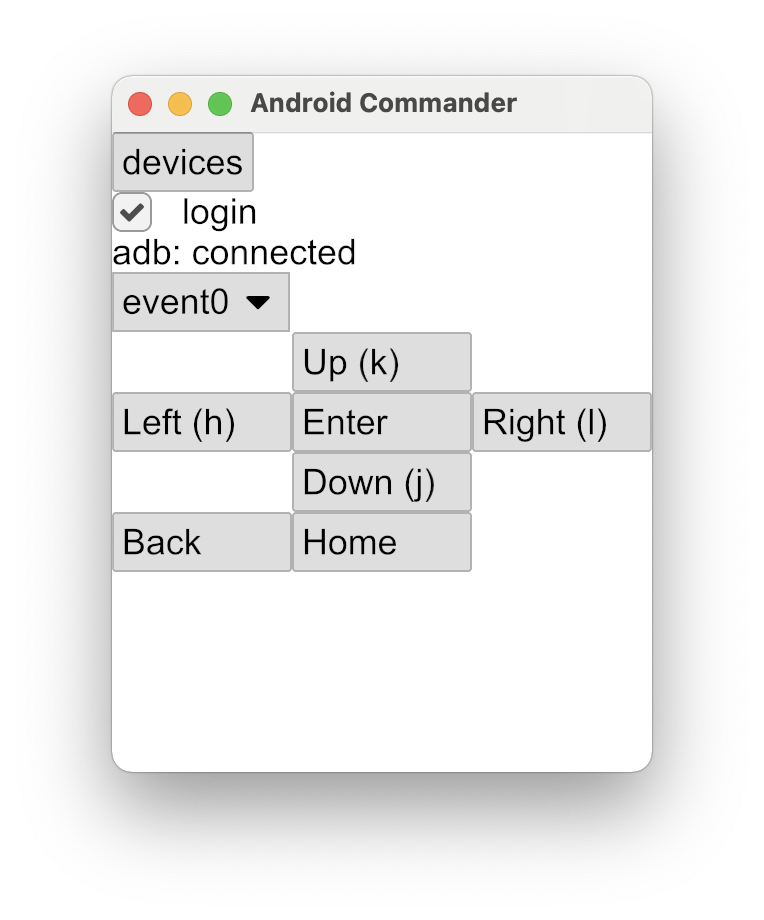 Android Commander
devices
login
adb: connected
event0
Up (k)
Left (h) Enter Right (l)
Down (j)
Back Home